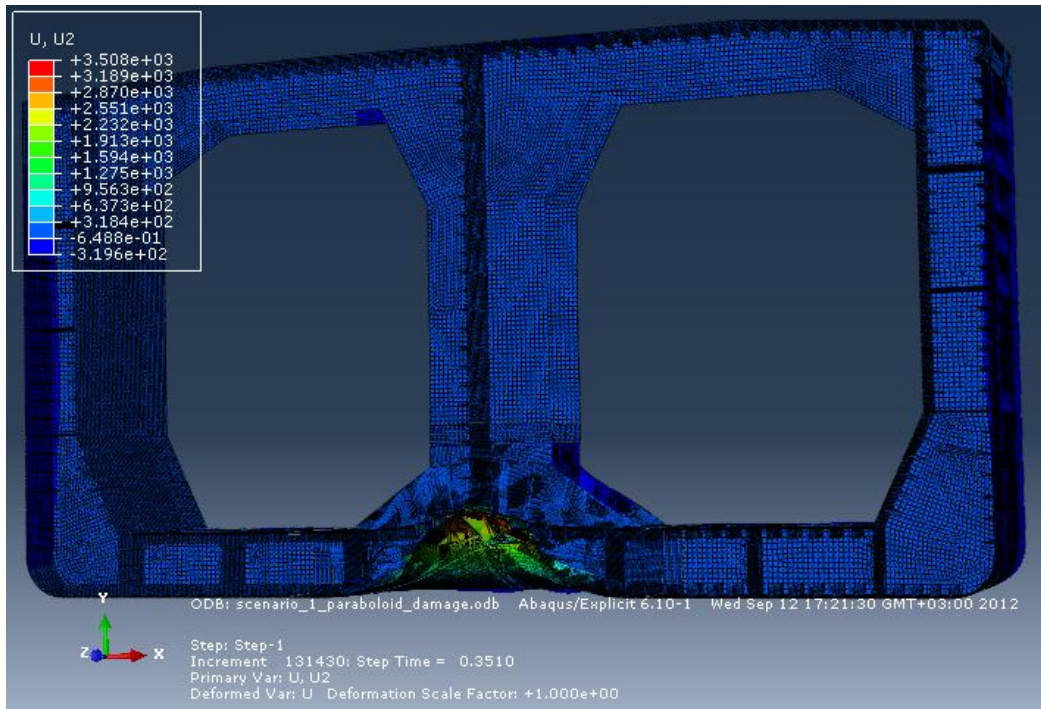 U, U2
+3.508e+03
+3.189e+03
+2.870e+03
+2.551e+03
+2.232e+03
+1.913e+03
+1.594e+03
+1.275e+03
+9.563e+02
+6.373e+02
+3.184e+02
-6.488e-01
-3.196e+02
Y
Z X
ODB: scenario_1_paraboloid_damage.odb Abaqus/Explicit 6.10-1 Wed Sep 12 17:21:30 GMT+03:00 2012
Step: Step-1
Increment 131430: Step Time = 0.3510
Primary Var: U, U2
Deformed Var: U Deformation Scale Factor: +1.000e+00